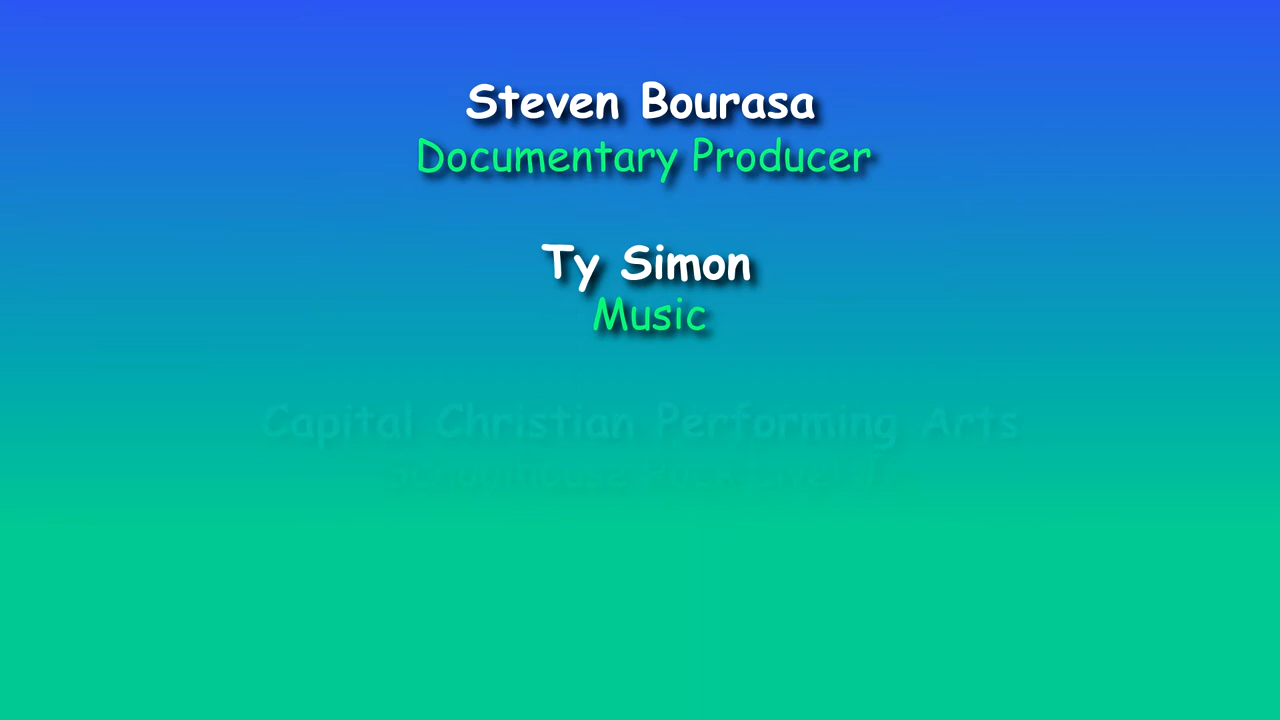 Steven Bourasa
Documentary Producer
Ty Simon
Music
Capital Christian Performing Arts